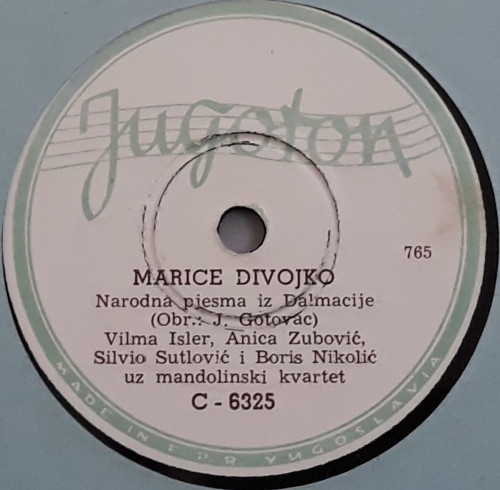 Jugoton
765
MARICE DIVOJKO
Narodna pjesma iz Dalmacije
(Obr.: J. Gotovac)
Vilma Isler, Anica Zubović,
Silvio Sutlović i Boris Nikolić
uz mandolinski kvartet
C - 6325
MADE IN F.P.R. YUGOSLAVIA